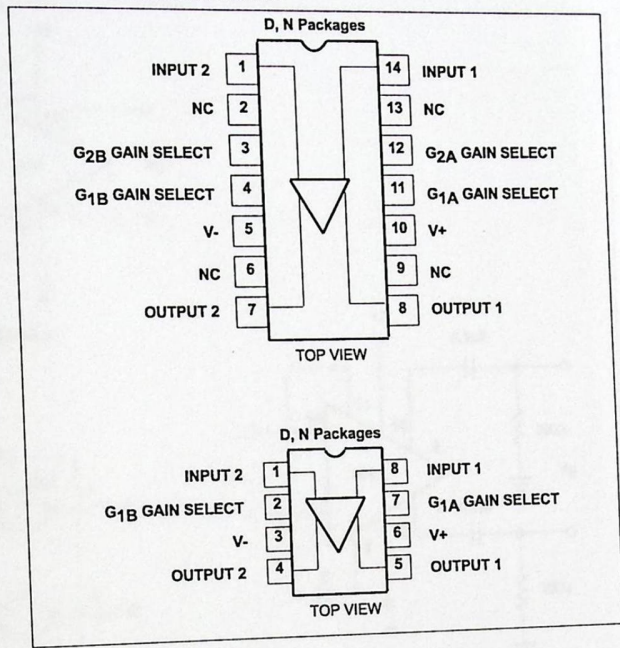 D, N Packages
INPUT 2 1 14 INPUT 1
NC 2 13 NC
G2B GAIN SELECT 3 12 G2A GAIN SELECT
G1B GAIN SELECT 4 11 G1A GAIN SELECT
V- 5 10 V+
NC 6 9 NC
OUTPUT 2 7 8 OUTPUT 1
TOP VIEW
D, N Packages
INPUT 2 1 8 INPUT 1
G1B GAIN SELECT 2 7 G1A GAIN SELECT
V- 3 6 V+
OUTPUT 2 4 5 OUTPUT 1
TOP VIEW